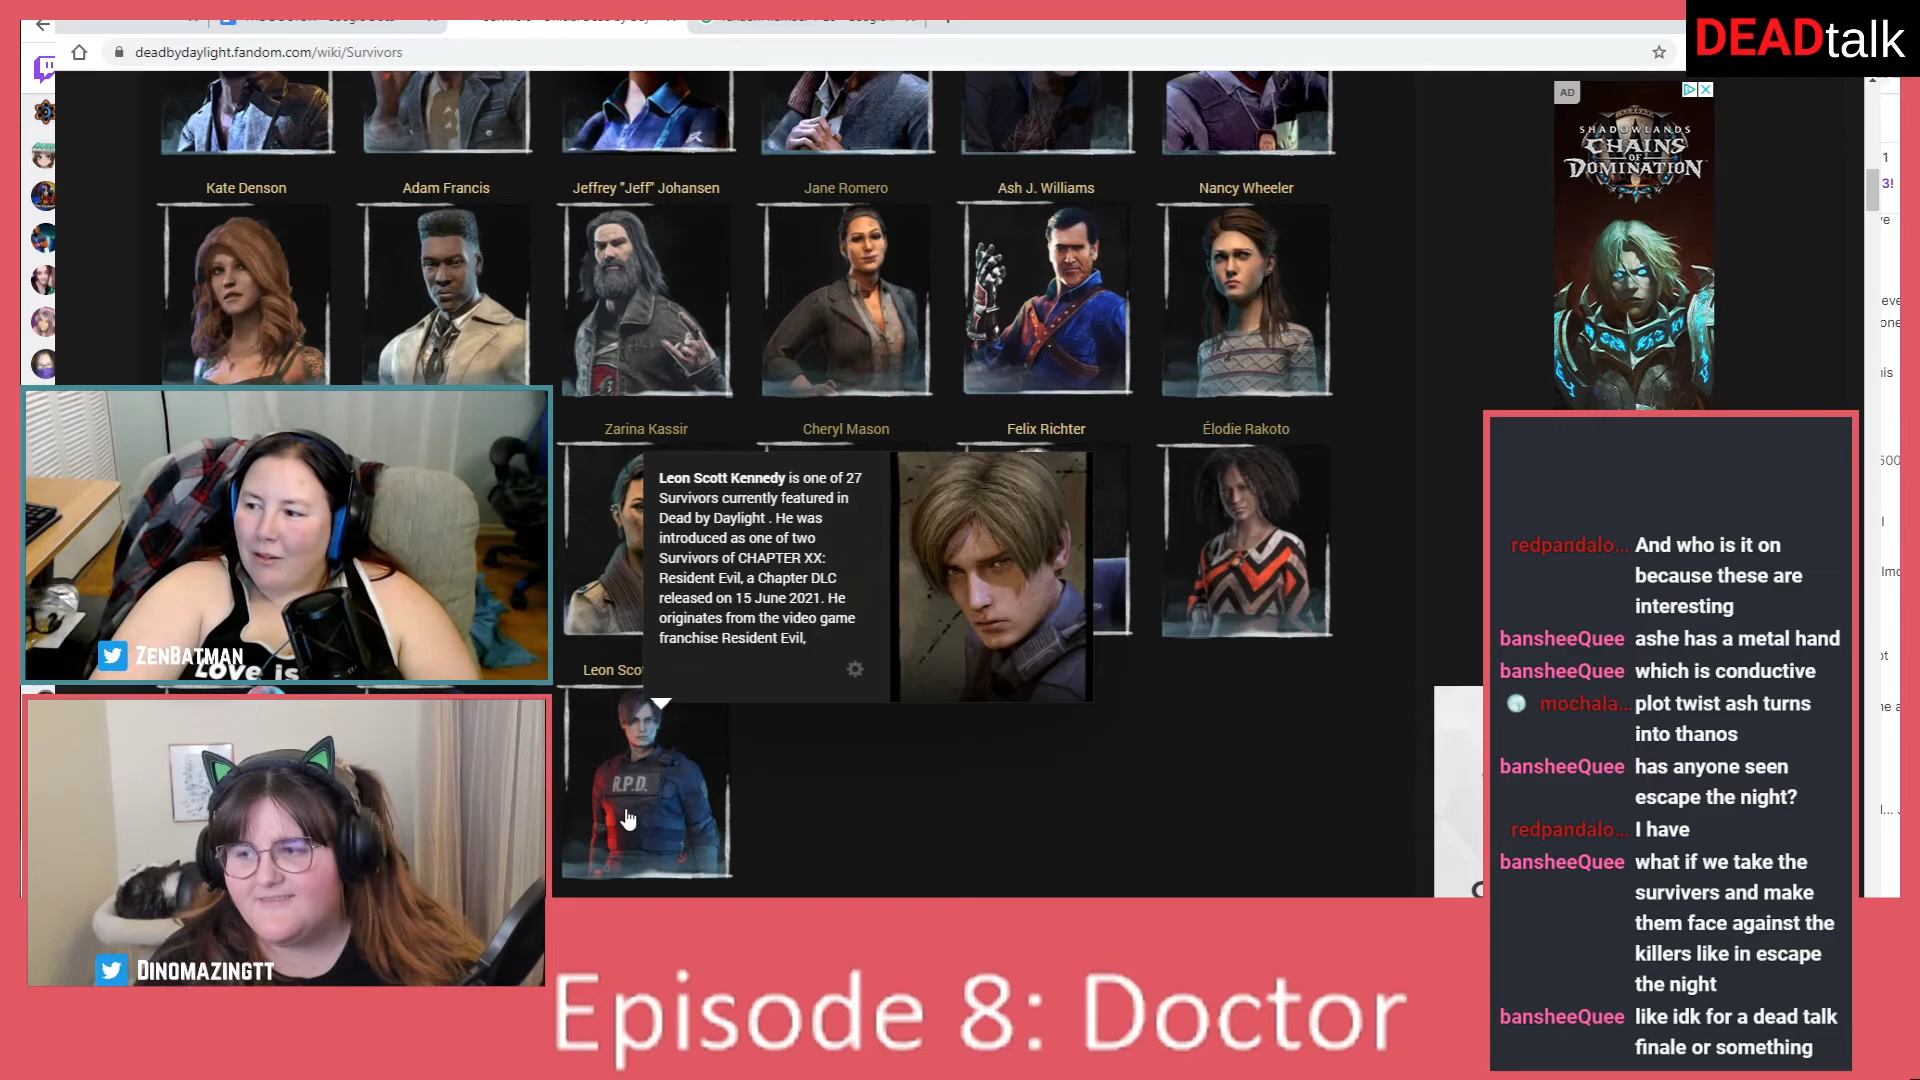 DEADtalk
deadbydaylight.fandom.com/wiki/Survivors
AD
SHADOWLANDS
CHAINS
OF
DOMINATION
Kate Denson
Adam Francis
Jeffrey "Jeff" Johansen
Jane Romero
Ash J. Williams
Nancy Wheeler
Zarina Kassir
Cheryl Mason
Felix Richter
Élodie Rakoto
Leon Scott Kennedy is one of 27
Survivors currently featured in
Dead by Daylight . He was
introduced as one of two
Survivors of CHAPTER XX:
Resident Evil, a Chapter DLC
released on 15 June 2021. He
originates from the video game
franchise Resident Evil,
Leon Sco
R.P.D.
ZENBATMAN
LOVE is
DINOMAZINGTT
redpandalo... And who is it on
because these are
interesting
bansheeQuee ashe has a metal hand
bansheeQuee which is conductive
mochala... plot twist ash turns
into thanos
bansheeQuee has anyone seen
escape the night?
redpandalo... I have
bansheeQuee what if we take the
survivers and make
them face against the
killers like in escape
the night
bansheeQuee like idk for a dead talk
finale or something
Episode 8: Doctor